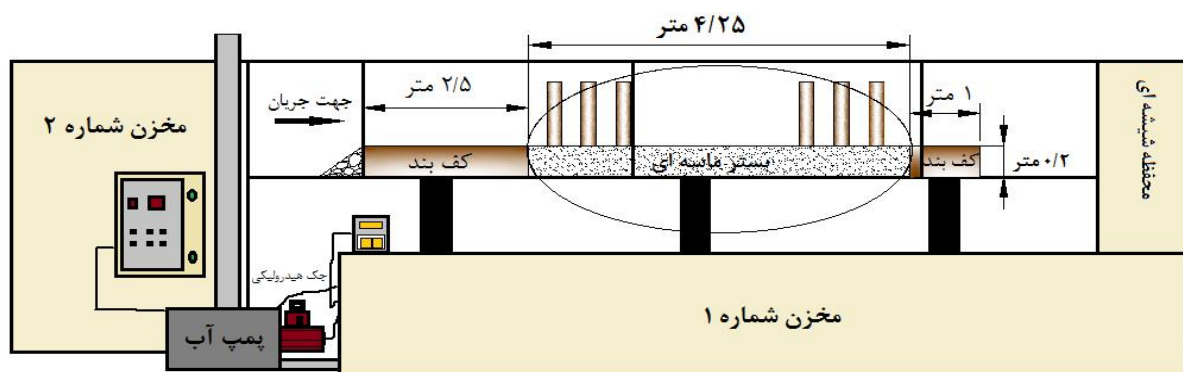 ۴/۲۵ متر
۲/۵ متر
جهت جریان
۱ متر
مخزن شماره ۲
کف بند
بستر ماسه ای
کف بند
۰/۲ متر
محفظه شیشه ای
جک هیدرولیکی
پمپ آب
مخزن شماره ۱